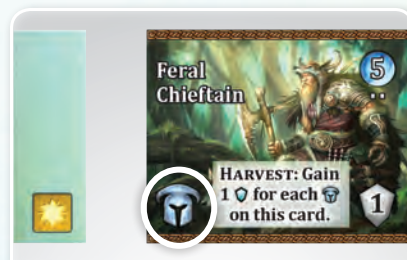 Feral
Chieftain
5
HARVEST: Gain
1 for each
on this card.
1